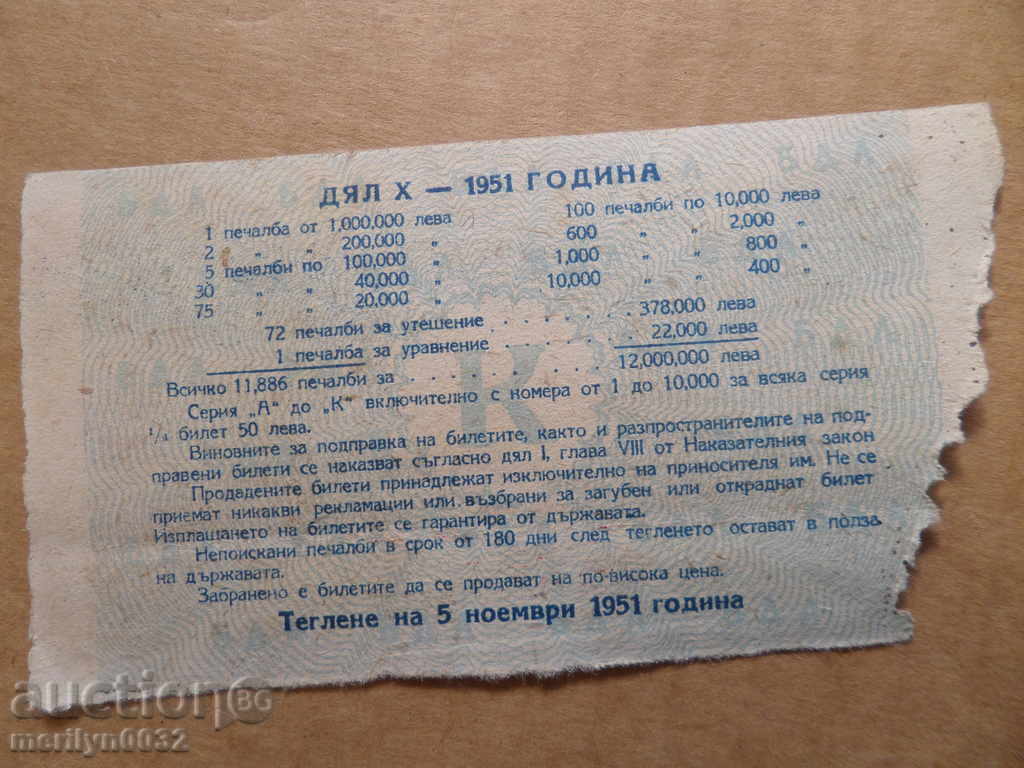 ДЯЛ X — 1951 ГОДИНА
1 печалба от 1,000,000 лева
2 „ „ 200,000 „
5 печалби по 100,000 „
30 „ „ 40,000 „
75 „ „ 20,000 „
100 печалби по 10,000 лева
600 „ „ 2,000 „
1,000 „ „ 800 „
10,000 „ „ 400 „
72 печалби за утешение . . . . . . . 378,000 лева
1 печалба за уравнение . . . . . . . 22,000 лева
Всичко 11,886 печалби за . . . . . . . . . 12,000,000 лева
Серия „А“ до „К“ включително с номера от 1 до 10,000 за всяка серия
1/1 билет 50 лева.
Виновните за подправка на билетите, както и разпространителите на под-
правени билети се наказват съгласно дял I, глава VIII от Наказателния закон
Продадените билети принадлежат изключително на приносителя им. Не се
приемат никакви рекламации или възбрани за загубен или откраднат билет
Изплащането на билетите се гарантира от държавата.
Непоискани печалби в срок от 180 дни след тегленето остават в полза
на държавата.
Забранено е билетите да се продават на по-висока цена.
Теглене на 5 ноември 1951 година
К
auction BG
merilyn0032